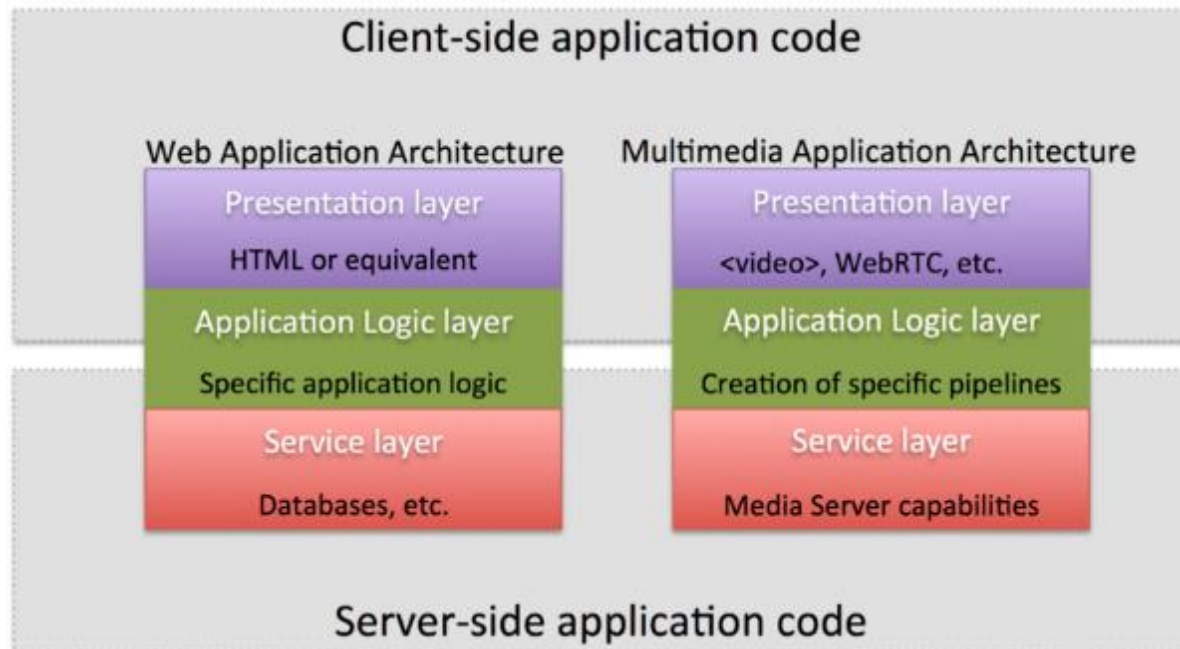 Client-side application code
Web Application Architecture
Presentation layer
HTML or equivalent
Application Logic layer
Specific application logic
Service layer
Databases, etc.
Multimedia Application Architecture
Presentation layer
<video>, WebRTC, etc.
Application Logic layer
Creation of specific pipelines
Service layer
Media Server capabilities
Server-side application code